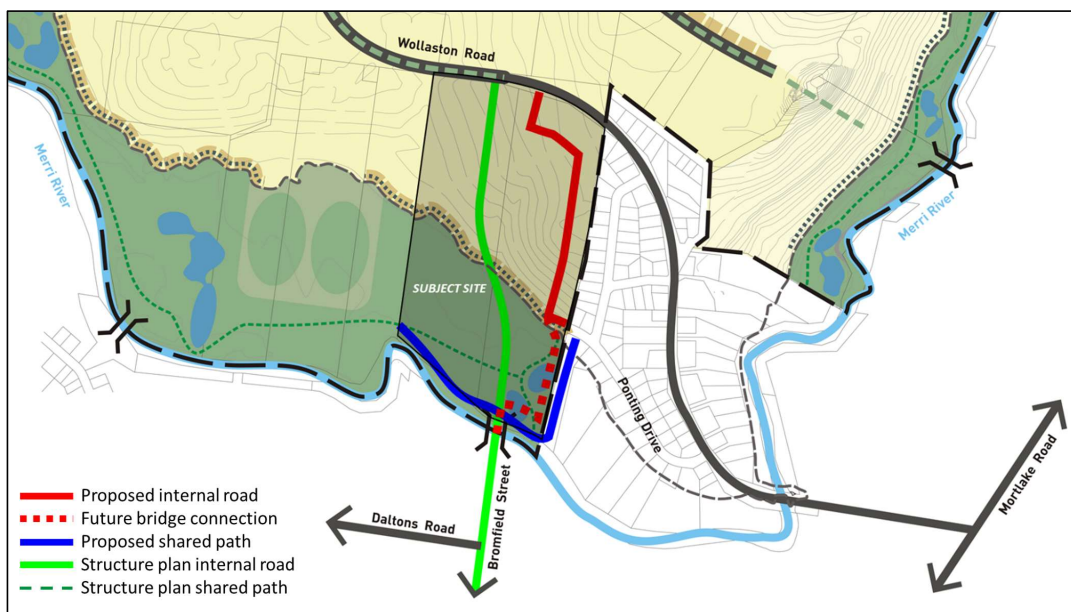 Wollaston Road
Merri River
Merri River
SUBJECT SITE
Ponting Drive
Mortlake Road
Bromfield Street
Daltons Road
Proposed internal road
Future bridge connection
Proposed shared path
Structure plan internal road
Structure plan shared path